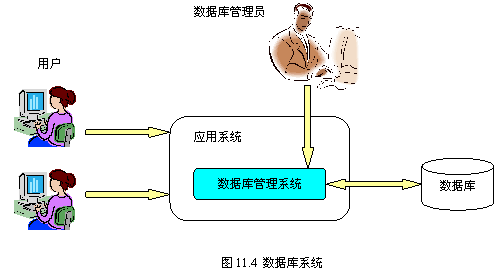 数据库管理员
用户
应用系统
数据库管理系统
数据库
图 11.4 数据库系统